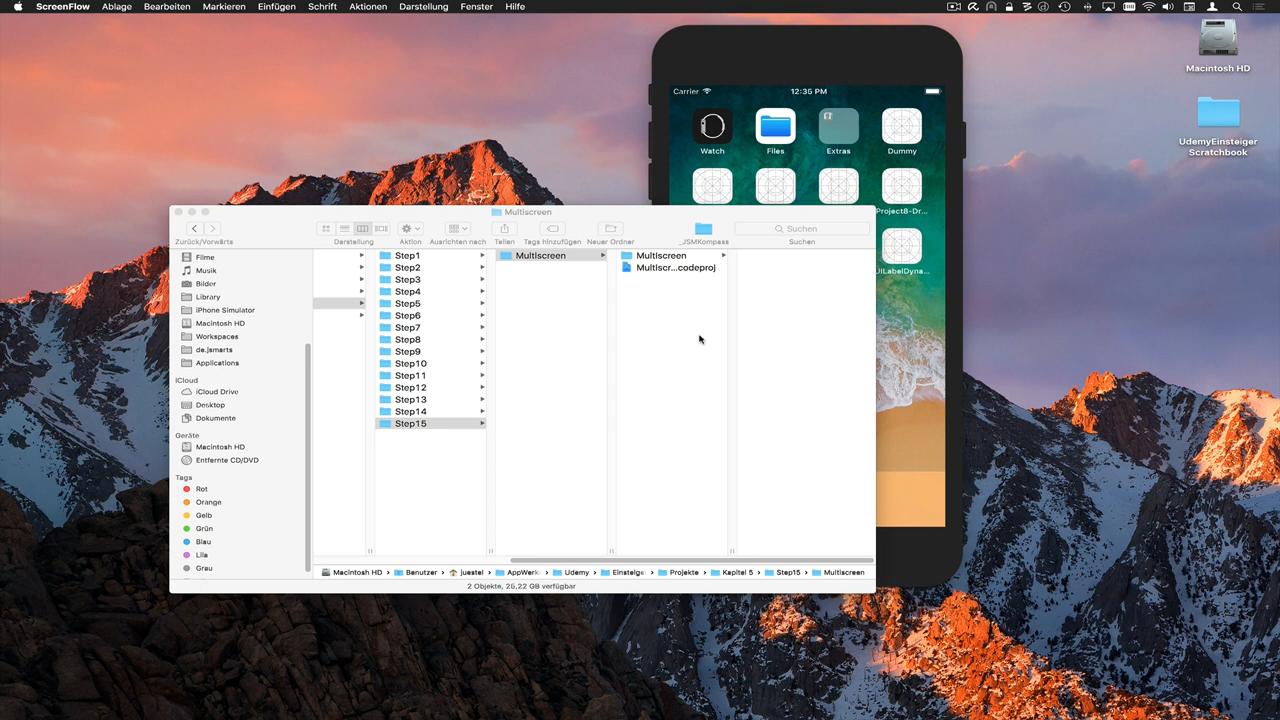 ScreenFlow Ablage Bearbeiten Markieren Einfügen Schrift Aktionen Darstellung Fenster Hilfe
Macintosh HD
UdemyEinsteiger
Scratchbook
Carrier 12:35 PM
Watch Files Extras Dummy
Project8-Dr...
UILabelDyna...
Multiscreen
Suchen
Zurück/Vorwärts Darstellung Aktion Ausrichten nach Teilen Tags hinzufügen Neuer Ordner _JSMKompass Suchen
Filme
Musik
Bilder
Library
iPhone Simulator
Macintosh HD
Workspaces
de.jsmarts
Applications
iCloud
iCloud Drive
Desktop
Dokumente
Geräte
Macintosh HD
Entfernte CD/DVD
Tags
Rot
Orange
Gelb
Grün
Blau
Lila
Grau
Step1
Step2
Step3
Step4
Step5
Step6
Step7
Step8
Step9
Step10
Step11
Step12
Step13
Step14
Step15
Multiscreen
Multiscreen
Multiscr...codeproj
Macintosh HD › Benutzer › juestel › AppWerk › Udemy › Einsteige › Projekte › Kapitel 5 › Step15 › Multiscreen
2 Objekte, 25,22 GB verfügbar